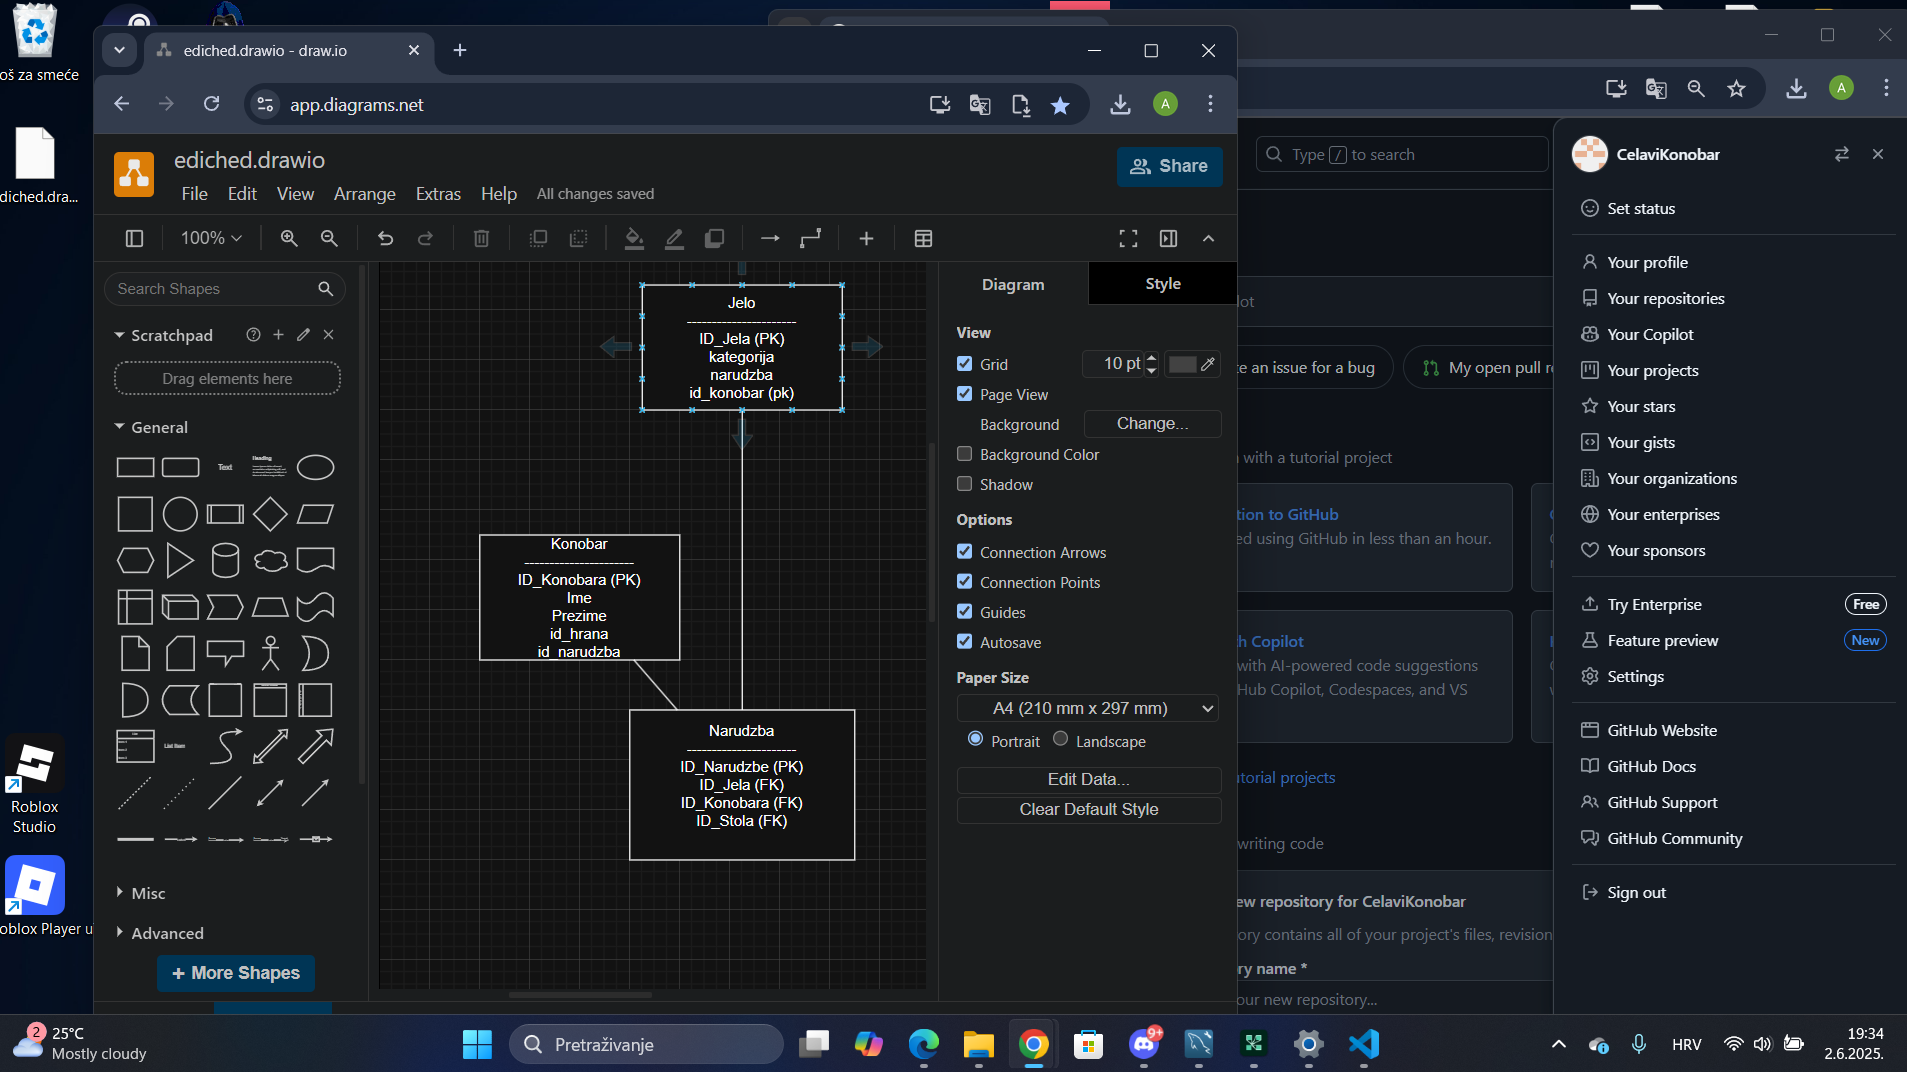 oš za smeće
diched.dra...
Roblox
Studio
oblox Player u
ediched.drawio - draw.io
app.diagrams.net
A
ediched.drawio
File Edit View Arrange Extras Help All changes saved
Share
100%
Search Shapes
Scratchpad
Drag elements here
General
Text
Heading
List Item
Misc
Advanced
+ More Shapes
Jelo
----------------------
ID_Jela (PK)
kategorija
narudzba
id_konobar (pk)
Konobar
----------------------
ID_Konobara (PK)
Ime
Prezime
id_hrana
id_narudzba
Narudzba
----------------------
ID_Narudzbe (PK)
ID_Jela (FK)
ID_Konobara (FK)
ID_Stola (FK)
Diagram
Style
View
Grid
10 pt
Page View
Background
Change...
Background Color
Shadow
Options
Connection Arrows
Connection Points
Guides
Autosave
Paper Size
A4 (210 mm x 297 mm)
Portrait
Landscape
Edit Data...
Clear Default Style
A
Type / to search
lot
e an issue for a bug
My open pull r
with a tutorial project
tion to GitHub
ed using GitHub in less than an hour.
h Copilot
with AI-powered code suggestions
Hub Copilot, Codespaces, and VS
utorial projects
writing code
ew repository for CelaviKonobar
ory contains all of your project's files, revision
ry name *
our new repository...
CelaviKonobar
Set status
Your profile
Your repositories
Your Copilot
Your projects
Your stars
Your gists
Your organizations
Your enterprises
Your sponsors
Try Enterprise
Free
Feature preview
New
Settings
GitHub Website
GitHub Docs
GitHub Support
GitHub Community
Sign out
2
25°C
Mostly cloudy
Pretraživanje
9+
HRV
19:34
2.6.2025.